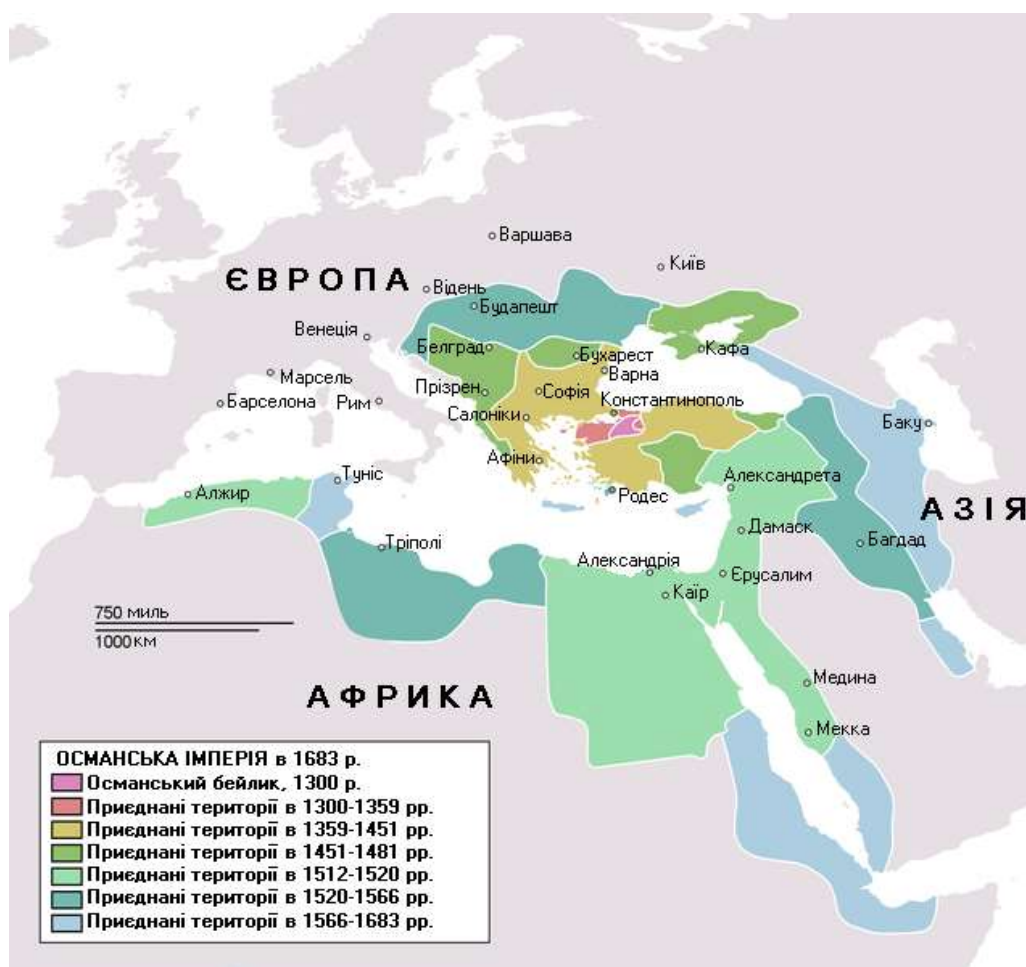 Варшава
Київ
ЄВРОПА
Відень
Будапешт
Венеція
Белград
Бухарест
Кафа
Варна
Марсель
Прізрен
Софія
Барселона
Рим
Константинополь
Салоніки
Баку
Афіни
Туніс
Александрета
Алжир
Родес
АЗІЯ
Дамаск
Багдад
Тріполі
Александрія
Єрусалим
Каїр
750 миль
1000 км
Медина
АФРИКА
Мекка
ОСМАНСЬКА ІМПЕРІЯ в 1683 р.
Османський бейлик, 1300 р.
Приєднані території в 1300-1359 рр.
Приєднані території в 1359-1451 рр.
Приєднані території в 1451-1481 рр.
Приєднані території в 1512-1520 рр.
Приєднані території в 1520-1566 рр.
Приєднані території в 1566-1683 рр.